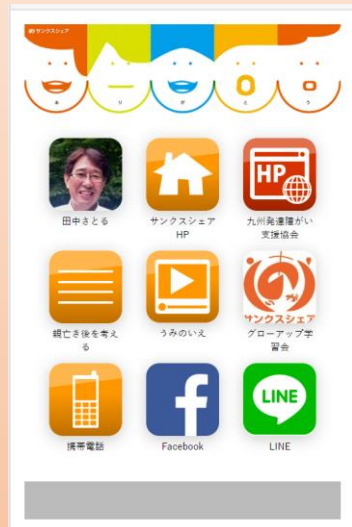 サンクスシェア
あ り が と う
田中さとる
サンクスシェア
HP
HP
九州発達障がい
支援協会
親亡き後を考え
る
うみのいえ
サンクスシェア
グローアップ学
習会
携帯電話
Facebook
LINE
LINE